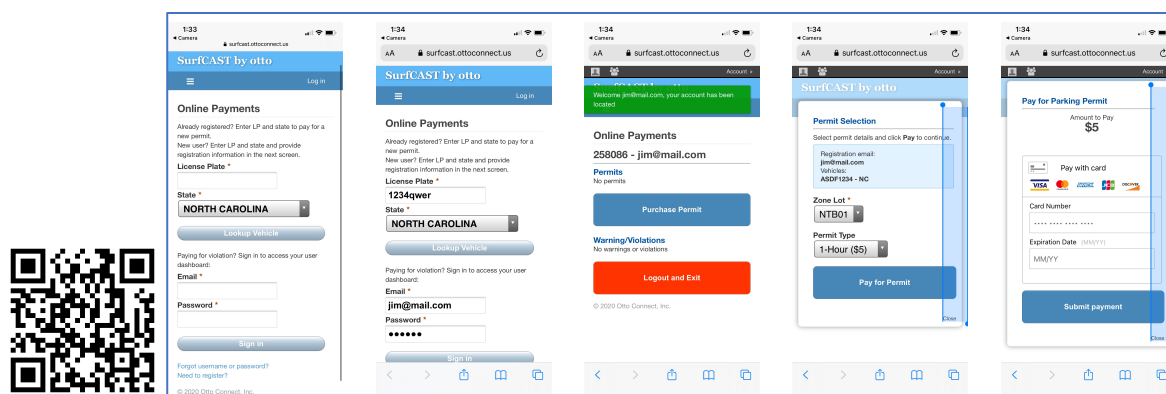 1:33
◀ Camera
surfcast.ottoconnect.us
SurfCAST by otto
Log in
Online Payments
Already registered? Enter LP and state to pay for a
new permit.
New user? Enter LP and state and provide
registration information in the next screen.
License Plate *
State *
NORTH CAROLINA
Lookup Vehicle
Paying for violation? Sign in to access your user
dashboard:
Email *
Password *
Sign in
Forgot username or password?
Need to register?
© 2020 Otto Connect, Inc.
1:34
◀ Camera
AA surfcast.ottoconnect.us
SurfCAST by otto
Log in
Online Payments
Already registered? Enter LP and state to pay for a
new permit.
New user? Enter LP and state and provide
registration information in the next screen.
License Plate *
1234qwer
State *
NORTH CAROLINA
Lookup Vehicle
Paying for violation? Sign in to access your user
dashboard:
Email *
jim@mail.com
Password *
••••••
Sign in
1:34
◀ Camera
AA surfcast.ottoconnect.us
Account
Welcome jim@mail.com, your account has been
located
Online Payments
258086 - jim@mail.com
Permits
No permits
Purchase Permit
Warning/Violations
No warnings or violations
Logout and Exit
© 2020 Otto Connect, Inc.
1:34
◀ Camera
AA surfcast.ottoconnect.us
Account
SurfCAST by otto
Permit Selection
Select permit details and click Pay to continue.
Registration email:
jim@mail.com
Vehicles:
ASDF1234 - NC
Zone Lot *
NTB01
Permit Type
1-Hour ($5)
Pay for Permit
Close
1:34
◀ Camera
AA surfcast.ottoconnect.us
Account
Pay for Parking Permit
Amount to Pay
$5
Pay with card
VISA JCB DISCOVER
Card Number
•••• •••• •••• ••••
Expiration Date (MM/YY)
MM/YY
Submit payment
Close